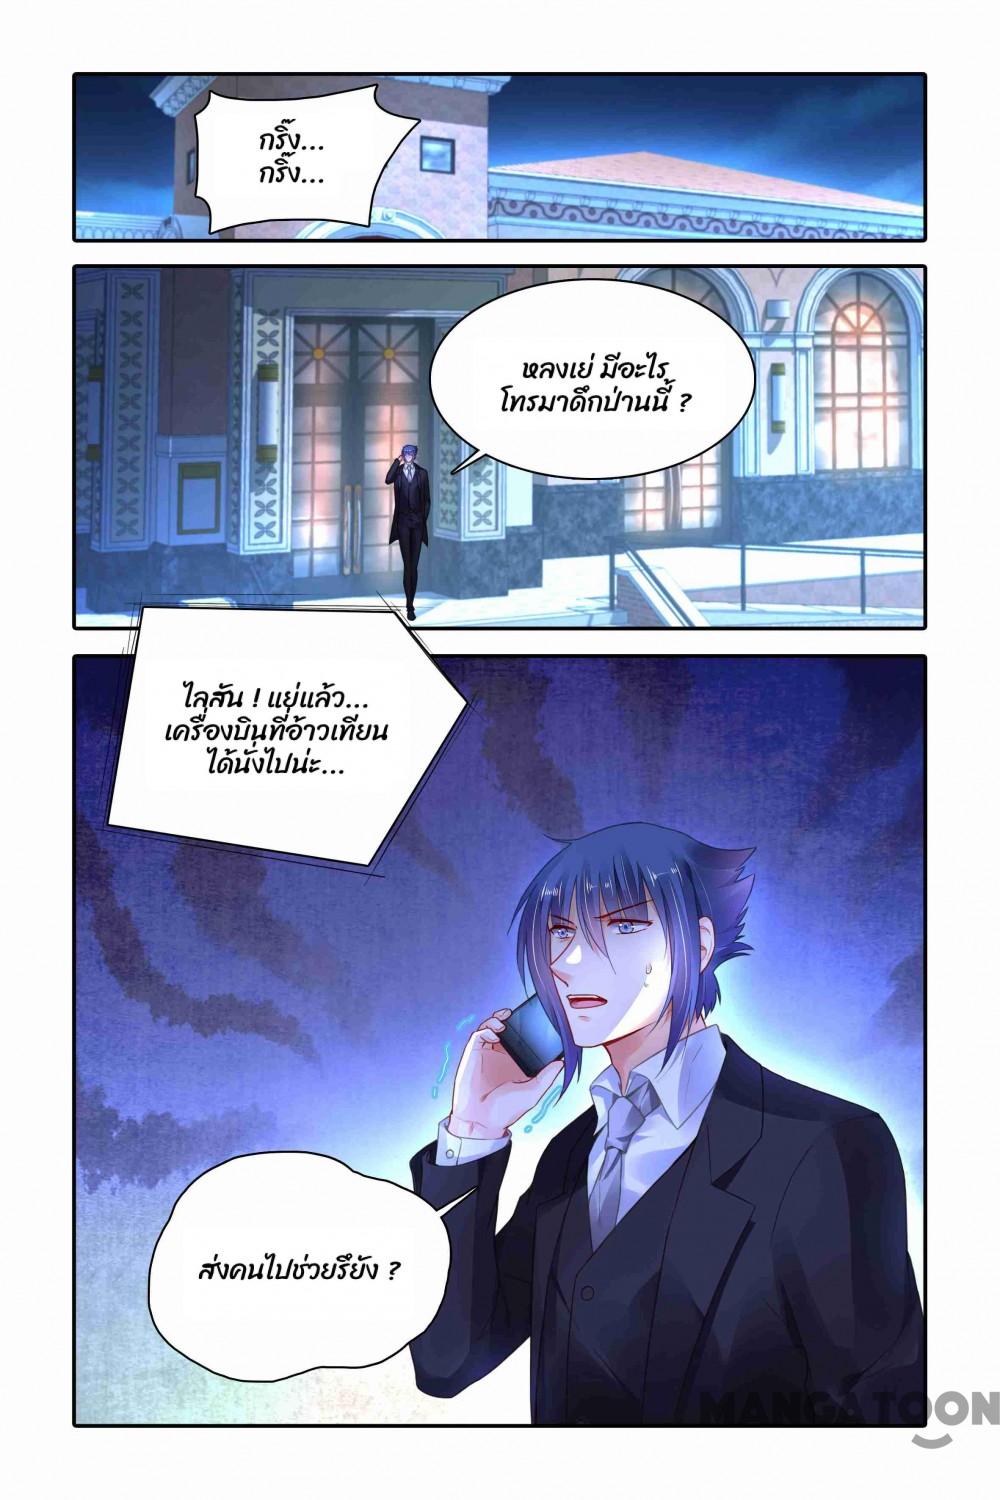 กริ๊ง...
กริ๊ง...
หลงเย่ มีอะไร
โทรมาดึกป่านนี้ ?
ไลสัน ! แย่แล้ว...
เครื่องบินที่อ้าวเทียน
ได้นั่งไปน่ะ...
ส่งคนไปช่วยรึยัง ?
MANGATOON